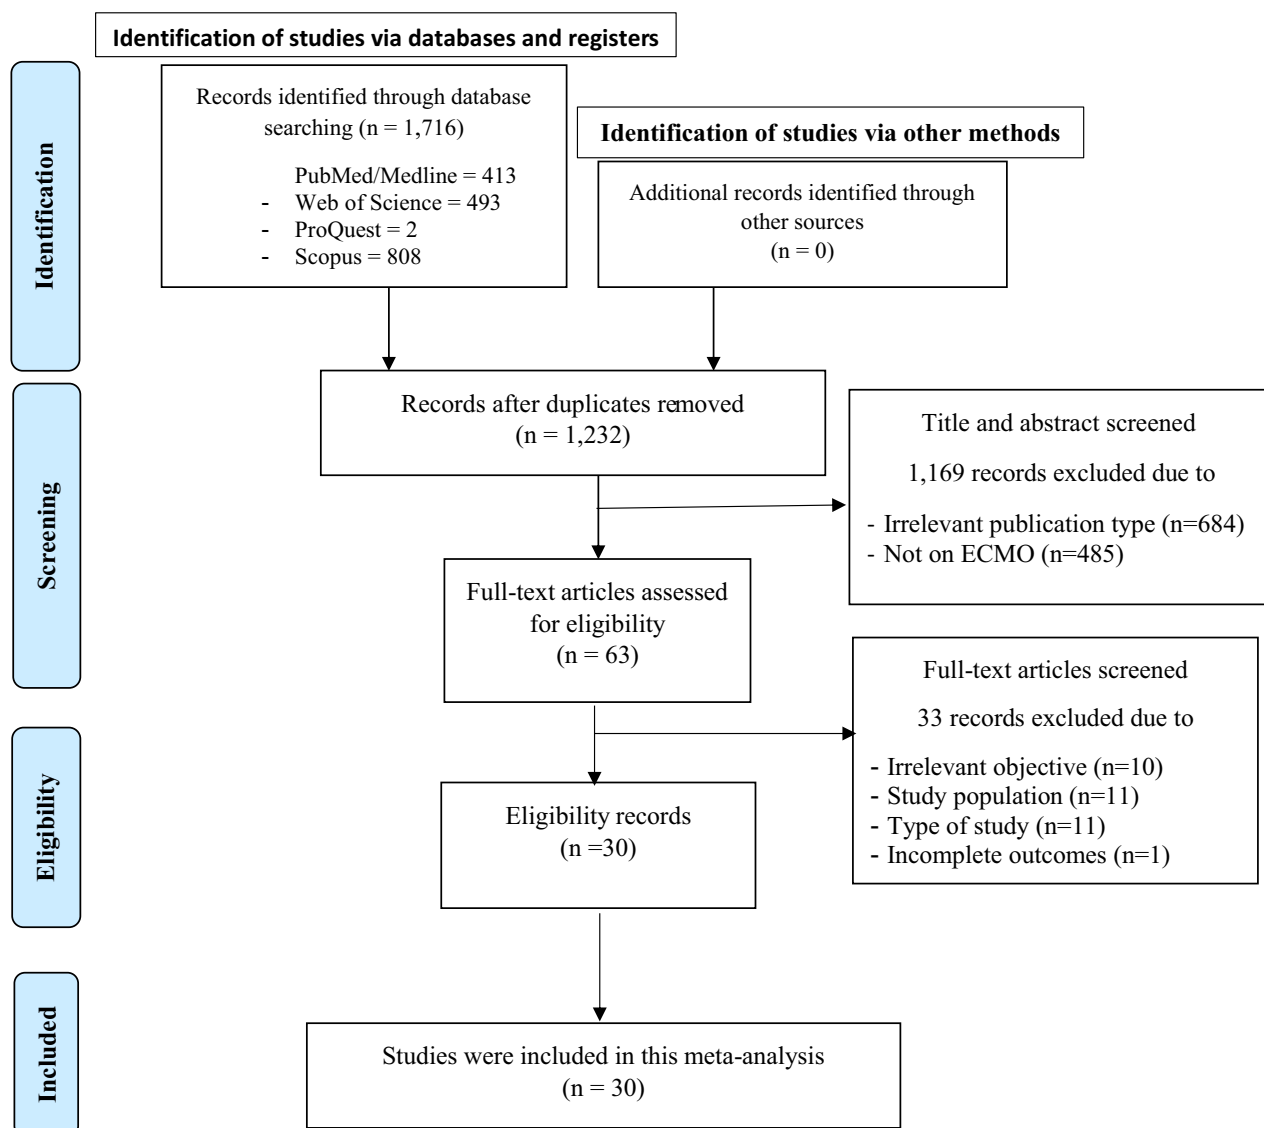 Identification of studies via databases and registers
Records identified through database
searching (n = 1,716)
PubMed/Medline = 413
- Web of Science = 493
- ProQuest = 2
- Scopus = 808
Identification of studies via other methods
Additional records identified through
other sources
(n = 0)
Identification
Records after duplicates removed
(n = 1,232)
Title and abstract screened
1,169 records excluded due to
- Irrelevant publication type (n=684)
- Not on ECMO (n=485)
Screening
Full-text articles assessed
for eligibility
(n = 63)
Full-text articles screened
33 records excluded due to
- Irrelevant objective (n=10)
- Study population (n=11)
- Type of study (n=11)
- Incomplete outcomes (n=1)
Eligibility
Eligibility records
(n =30)
Included
Studies were included in this meta-analysis
(n = 30)